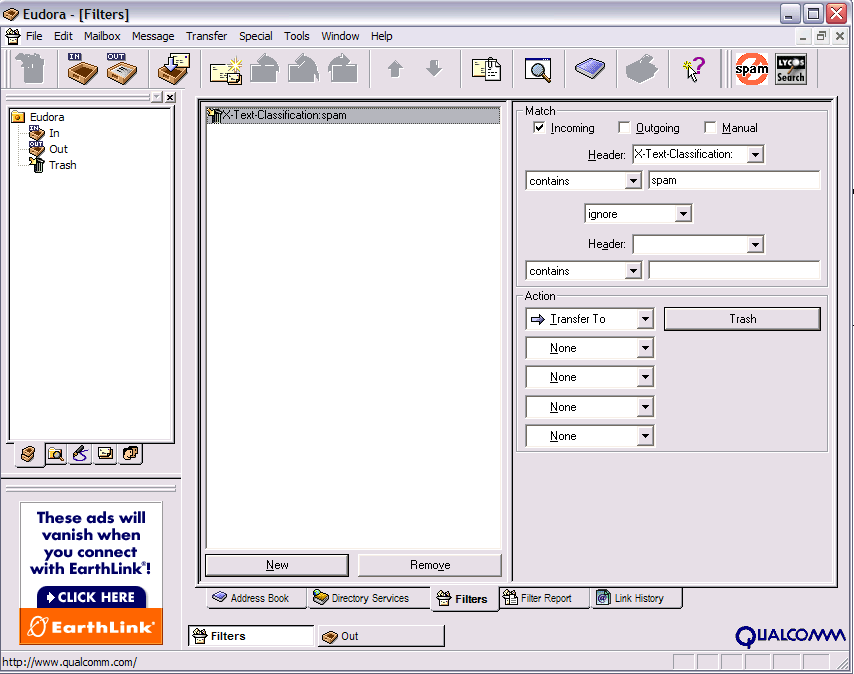 Eudora - [Filters]
File Edit Mailbox Message Transfer Special Tools Window Help
IN OUT spam LYCOS Search
Eudora
In
Out
Trash
X-Text-Classification:spam
Match
Incoming Outgoing Manual
Header: X-Text-Classification:
contains spam
ignore
Header:
contains
Action
Transfer To Trash
None
None
None
None
New Remove
Address Book Directory Services Filters Filter Report Link History
Filters Out
These ads will
vanish when
you connect
with EarthLink®!
CLICK HERE
EarthLink
QUALCOMM
http://www.qualcomm.com/